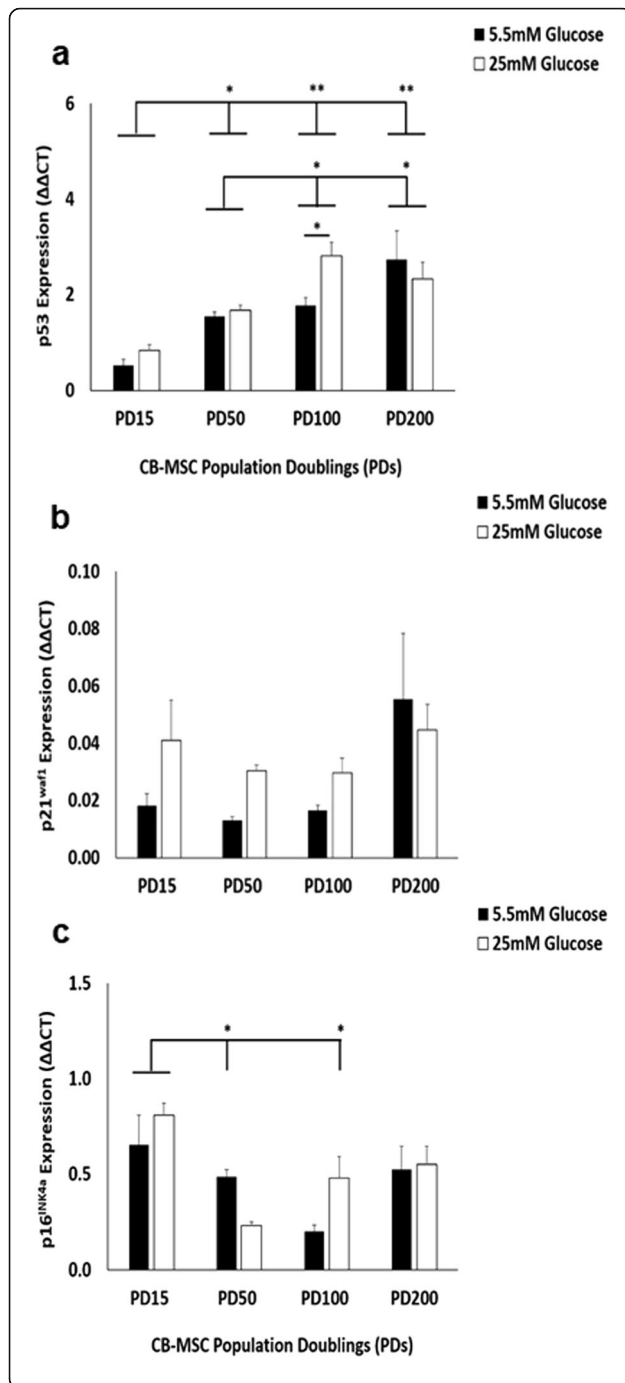 a
5.5mM Glucose
25mM Glucose
* ** **
6
* *
4
*
2
0
p53 Expression (ΔΔCT)
PD15 PD50 PD100 PD200
CB-MSC Population Doublings (PDs)
b
5.5mM Glucose
25mM Glucose
0.10
0.08
0.06
0.04
0.02
0.00
p21waf1 Expression (ΔΔCT)
PD15 PD50 PD100 PD200
c
5.5mM Glucose
25mM Glucose
1.5
* *
1.0
0.5
0.0
p16INK4a Expression (ΔΔCT)
PD15 PD50 PD100 PD200
CB-MSC Population Doublings (PDs)